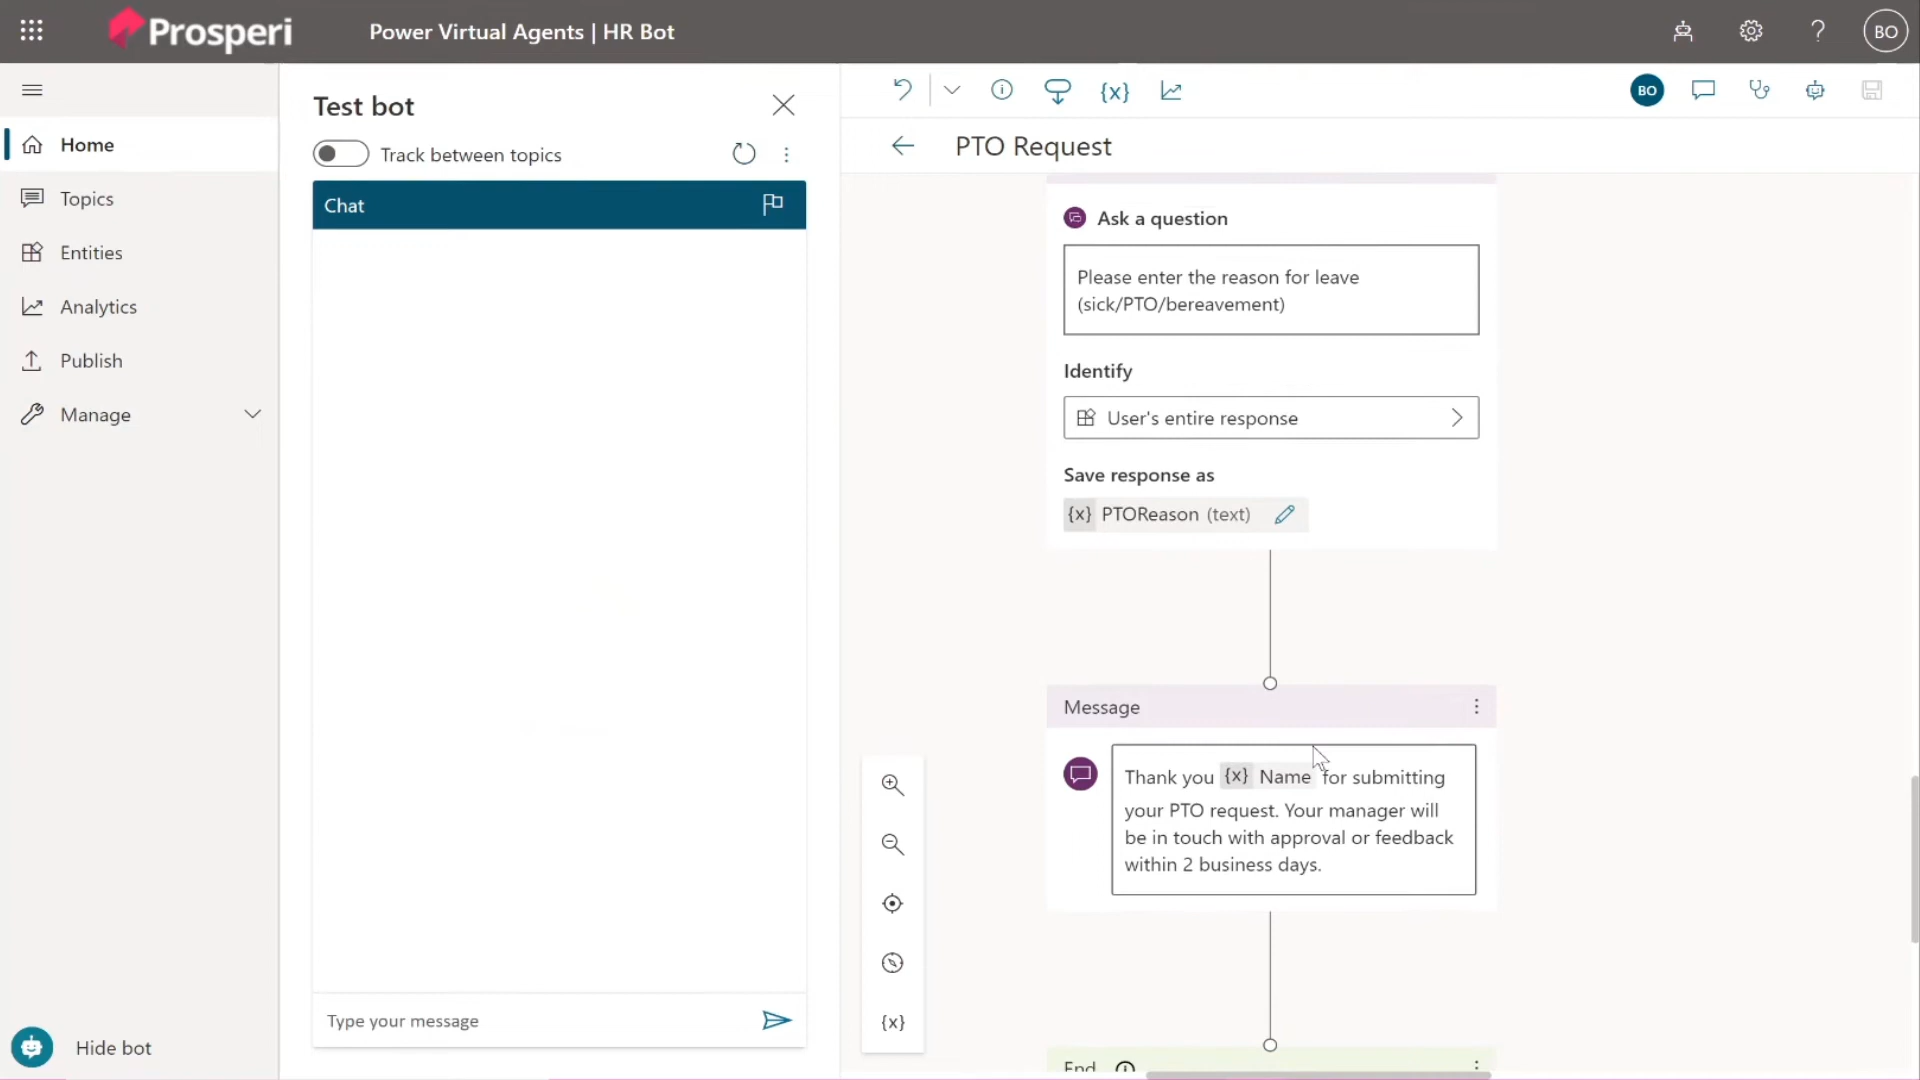 Prosperi
Power Virtual Agents | HR Bot
BO
Home
Topics
Entities
Analytics
Publish
Manage
Hide bot
Test bot
Track between topics
Chat
Type your message
{x}
BO
PTO Request
Ask a question
Please enter the reason for leave
(sick/PTO/bereavement)
Identify
User's entire response
Save response as
{x} PTOReason (text)
Message
Thank you {x} Name for submitting
your PTO request. Your manager will
be in touch with approval or feedback
within 2 business days.
{x}
End